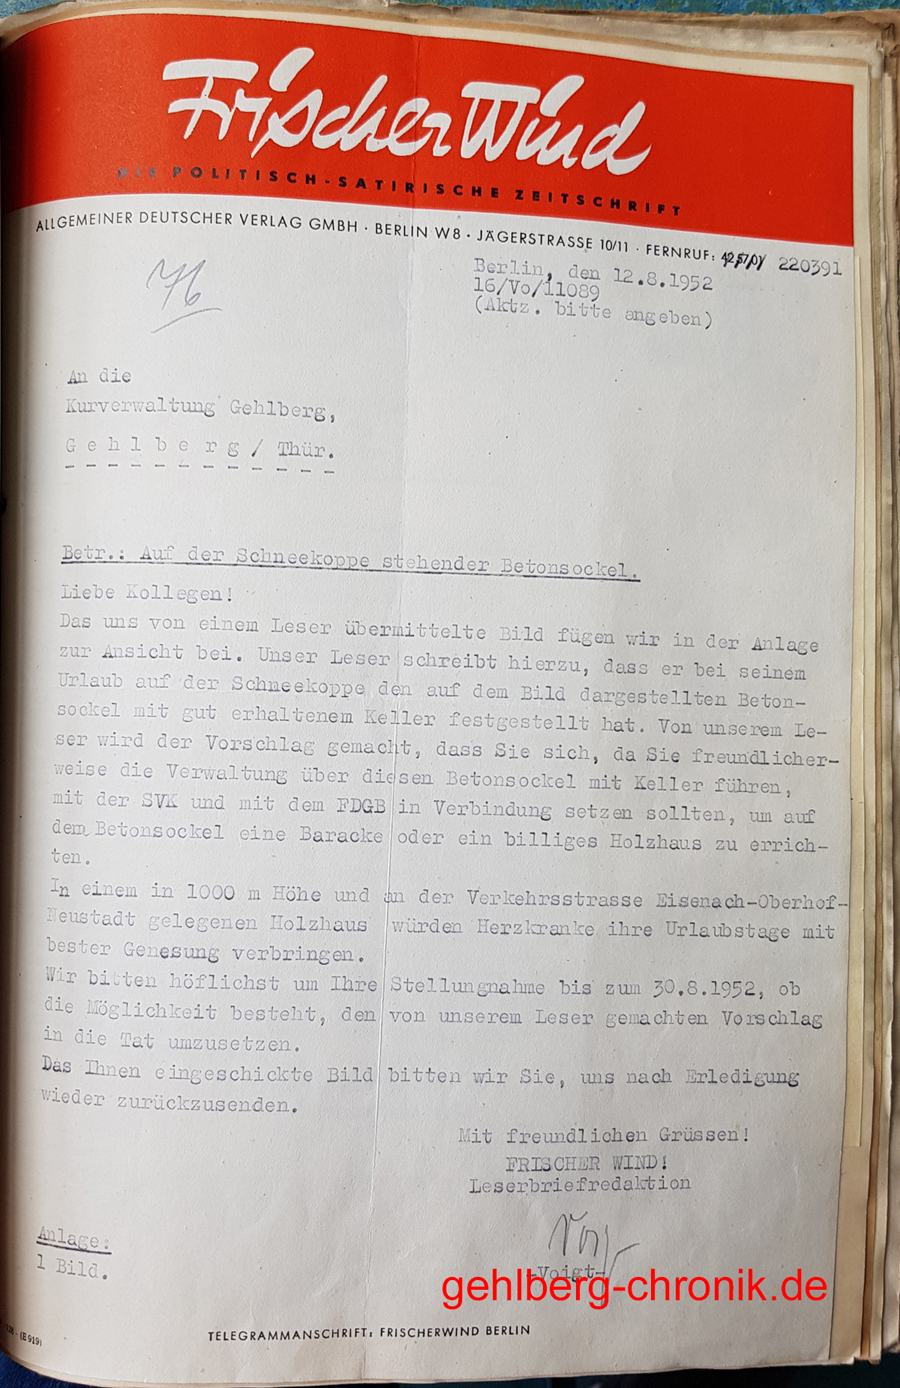 Frischer Wind
DIE POLITISCH-SATIRISCHE ZEITSCHRIFT
ALLGEMEINER DEUTSCHER VERLAG GMBH · BERLIN W8 · JÄGERSTRASSE 10/11 · FERNRUF: 220391
76
Berlin, den 12.8.1952
16/Vo/11089
(Aktz. bitte angeben)
An die
Kurverwaltung Gehlberg,
G e h l b e r g / Thür.
Betr.: Auf der Schneekoppe stehender Betonsockel.
Liebe Kollegen!
Das uns von einem Leser übermittelte Bild fügen wir in der Anlage
zur Ansicht bei. Unser Leser schreibt hierzu, dass er bei seinem
Urlaub auf der Schneekoppe den auf dem Bild dargestellten Beton-
sockel mit gut erhaltenem Keller festgestellt hat. Von unserem Le-
ser wird der Vorschlag gemacht, dass Sie sich, da Sie freundlicher-
weise die Verwaltung über diesen Betonsockel mit Keller führen,
mit der SVK und mit dem FDGB in Verbindung setzen sollten, um auf
dem Betonsockel eine Baracke oder ein billiges Holzhaus zu errich-
ten.
In einem in 1000 m Höhe und an der Verkehrsstrasse Eisenach-Oberhof-
Neustadt gelegenen Holzhaus würden Herzkranke ihre Urlaubstage mit
bester Genesung verbringen.
Wir bitten höflichst um Ihre Stellungnahme bis zum 30.8.1952, ob
die Möglichkeit besteht, den von unserem Leser gemachten Vorschlag
in die Tat umzusetzen.
Das Ihnen eingeschickte Bild bitten wir Sie, uns nach Erledigung
wieder zurückzusenden.
Mit freundlichen Grüssen!
FRISCHER WIND!
Leserbriefredaktion
-Voigt-
Anlage:
1 Bild.
gehlberg-chronik.de
(E 919)
TELEGRAMMANSCHRIFT: FRISCHERWIND BERLIN